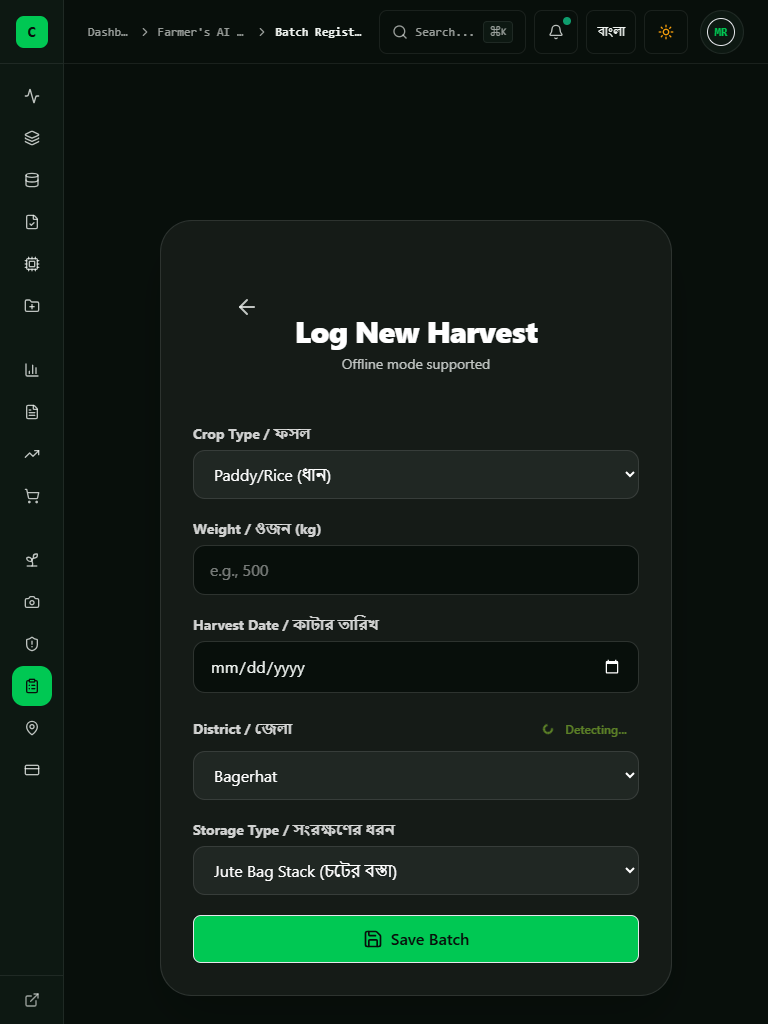 C
Dashb… > Farmer's AI … > Batch Regist…
Search... ⌘K
বাংলা
MR
Log New Harvest
Offline mode supported
Crop Type / ফসল
Paddy/Rice (ধান)
Weight / ওজন (kg)
e.g., 500
Harvest Date / কাটার তারিখ
mm/dd/yyyy
District / জেলা
Detecting...
Bagerhat
Storage Type / সংরক্ষণের ধরন
Jute Bag Stack (চটের বস্তা)
Save Batch